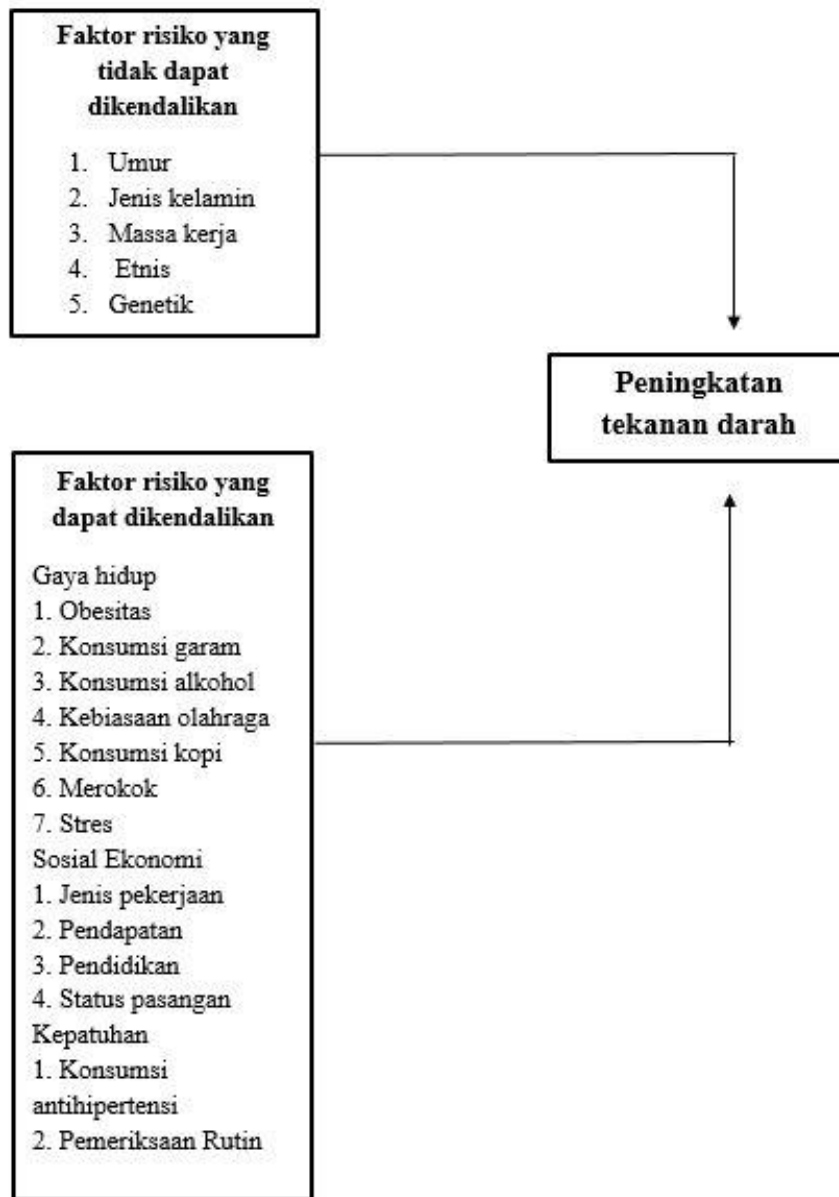 Faktor risiko yang
tidak dapat
dikendalikan
1. Umur
2. Jenis kelamin
3. Massa kerja
4. Etnis
5. Genetik
Peningkatan
tekanan darah
Faktor risiko yang
dapat dikendalikan
Gaya hidup
1. Obesitas
2. Konsumsi garam
3. Konsumsi alkohol
4. Kebiasaan olahraga
5. Konsumsi kopi
6. Merokok
7. Stres
Sosial Ekonomi
1. Jenis pekerjaan
2. Pendapatan
3. Pendidikan
4. Status pasangan
Kepatuhan
1. Konsumsi
antihipertensi
2. Pemeriksaan Rutin